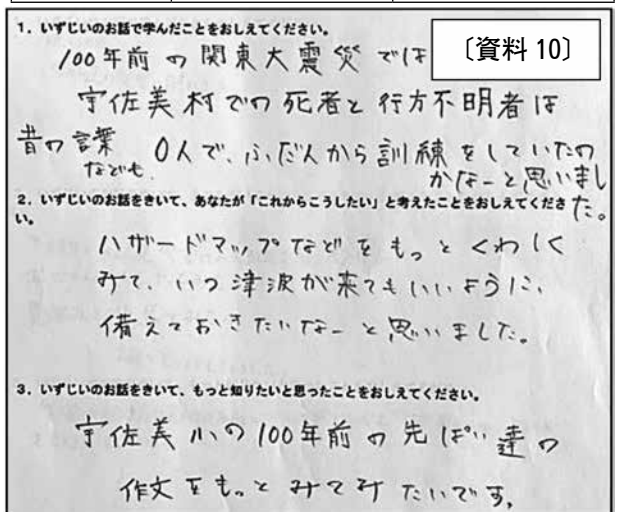 1. いずじいのお話で学んだことをおしえてください。
〔資料 10〕
100年前の関東大震災では
宇佐美村での死者と行方不明者は
昔の言葉
なども
0人で、ふだんから訓練をしていたの
かなーと思いまし
た。
2. いずじいのお話をきいて、あなたが「これからこうしたい」と考えたことをおしえてくださ
い。
ハザードマップなどをもっとくわしく
みて、いつ津波が来てもいいように、
備えておきたいなーと思いました。
3. いずじいのお話をきいて、もっと知りたいと思ったことをおしえてください。
宇佐美小の100年前の先ぱい達の
作文をもっとみてみたいです。